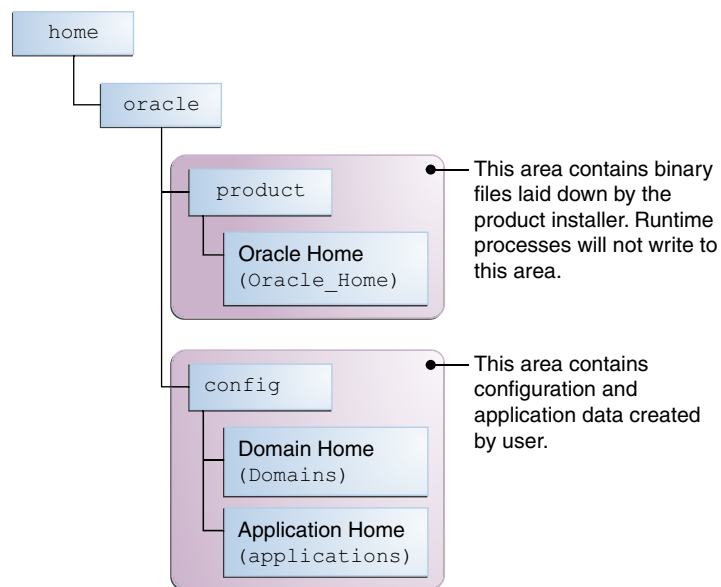 home
oracle
product
Oracle Home
(Oracle_Home)
This area contains binary
files laid down by the
product installer. Runtime
processes will not write to
this area.
config
Domain Home
(Domains)
Application Home
(applications)
This area contains
configuration and
application data created
by user.